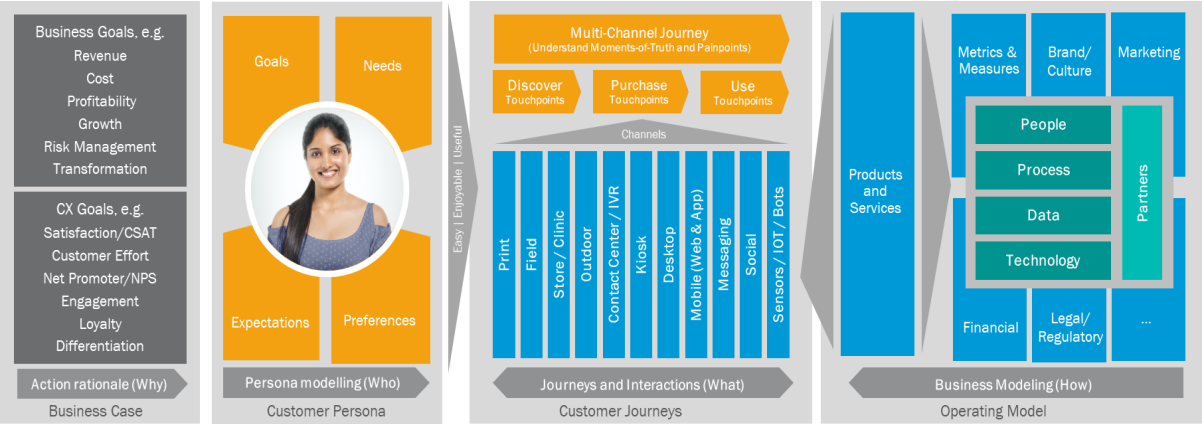 Business Goals, e.g.
Revenue
Cost
Profitability
Growth
Risk Management
Transformation
CX Goals, e.g.
Satisfaction/CSAT
Customer Effort
Net Promoter/NPS
Engagement
Loyalty
Differentiation
Action rationale (Why)
Business Case
Goals
Needs
Expectations
Preferences
Persona modelling (Who)
Customer Persona
Easy | Enjoyable | Useful
Multi-Channel Journey
(Understand Moments-of-Truth and Painpoints)
Discover
Touchpoints
Purchase
Touchpoints
Use
Touchpoints
Channels
Print
Field
Store / Clinic
Outdoor
Contact Center / IVR
Kiosk
Desktop
Mobile (Web & App)
Messaging
Social
Sensors / IOT / Bots
Journeys and Interactions (What)
Customer Journeys
Products
and
Services
Metrics &
Measures
Brand/
Culture
Marketing
People
Process
Data
Technology
Partners
Financial
Legal/
Regulatory
...
Business Modeling (How)
Operating Model